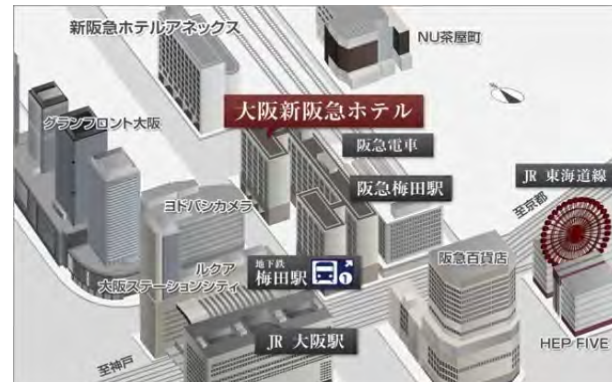 新阪急ホテルアネックス
NU茶屋町
大阪新阪急ホテル
グランフロント大阪
阪急電車
阪急梅田駅
JR 東海道線
至京都
ヨドバシカメラ
阪急百貨店
地下鉄
梅田駅
1
ルクア
大阪ステーションシティ
JR 大阪駅
HEP FIVE
至神戸